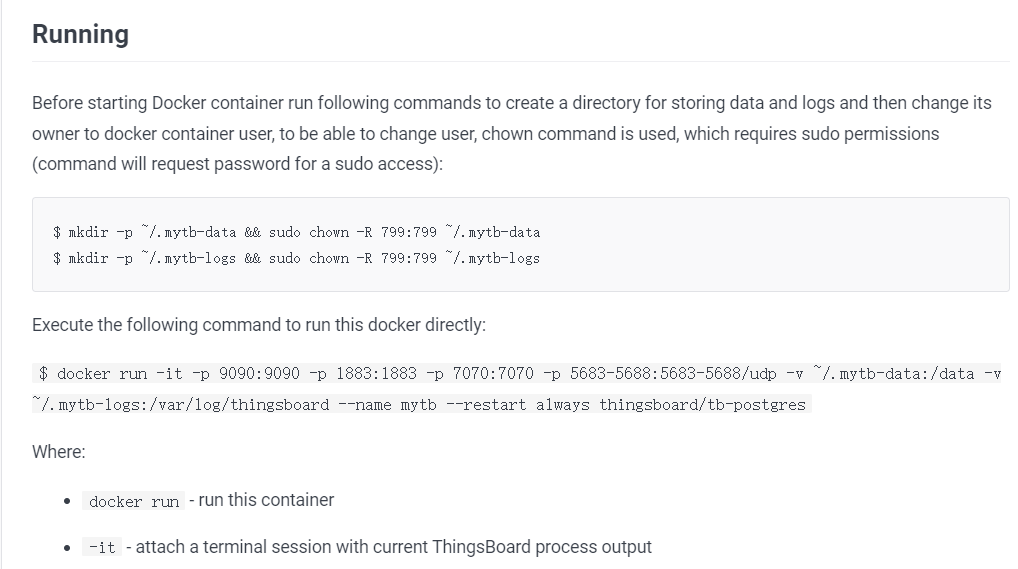 Running
Before starting Docker container run following commands to create a directory for storing data and logs and then change its
owner to docker container user, to be able to change user, chown command is used, which requires sudo permissions
(command will request password for a sudo access):
$ mkdir -p ~/.mytb-data && sudo chown -R 799:799 ~/.mytb-data
$ mkdir -p ~/.mytb-logs && sudo chown -R 799:799 ~/.mytb-logs
Execute the following command to run this docker directly:
$ docker run -it -p 9090:9090 -p 1883:1883 -p 7070:7070 -p 5683-5688:5683-5688/udp -v ~/.mytb-data:/data -v
~/.mytb-logs:/var/log/thingsboard --name mytb --restart always thingsboard/tb-postgres
Where:
• docker run - run this container
• -it - attach a terminal session with current ThingsBoard process output